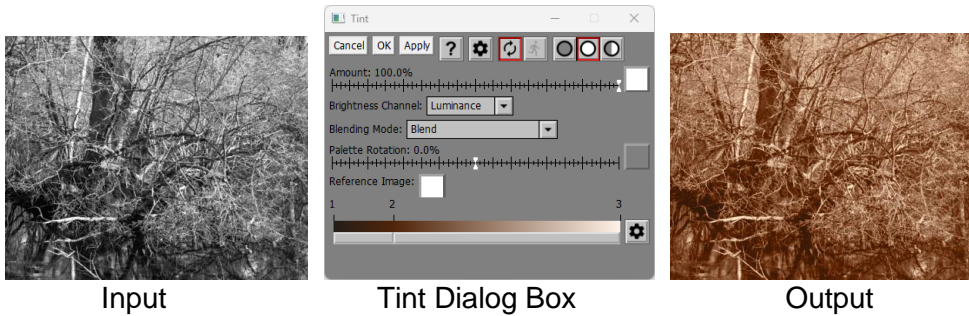 Tint
Cancel OK Apply ?
Amount: 100.0%
Brightness Channel: Luminance
Blending Mode: Blend
Palette Rotation: 0.0%
Reference Image:
1 2 3
Input Tint Dialog Box Output